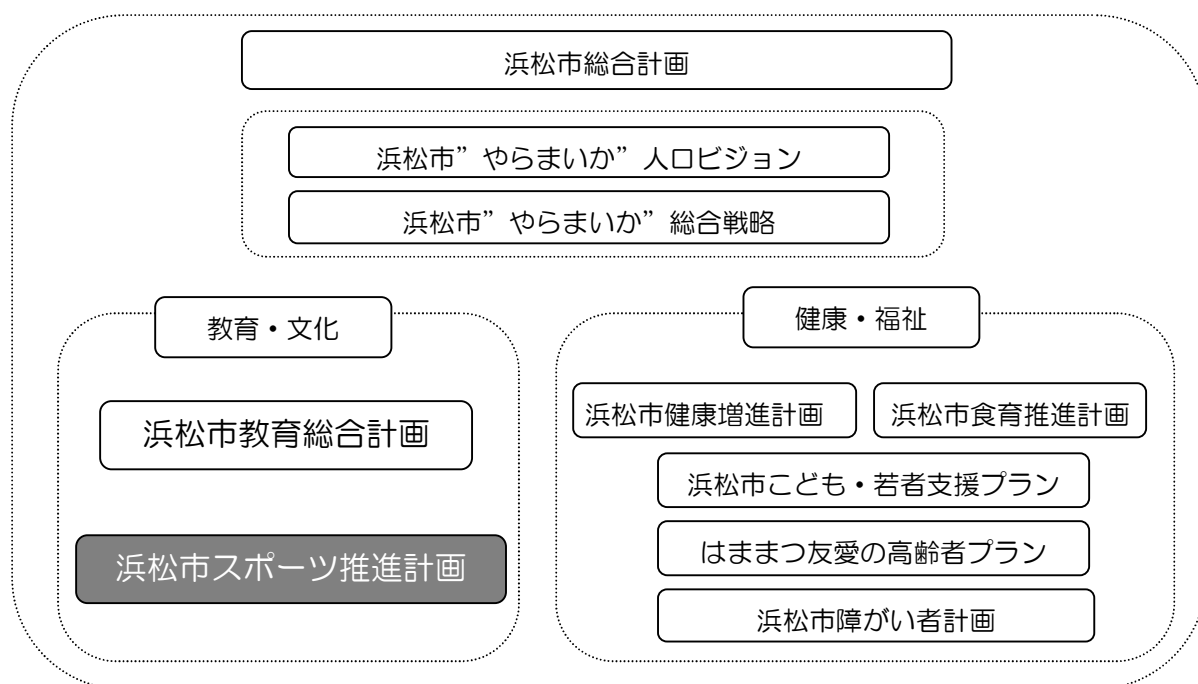 浜松市総合計画
浜松市”やらまいか”人口ビジョン
浜松市”やらまいか”総合戦略
教育・文化
浜松市教育総合計画
浜松市スポーツ推進計画
健康・福祉
浜松市健康増進計画
浜松市食育推進計画
浜松市こども・若者支援プラン
はままつ友愛の高齢者プラン
浜松市障がい者計画